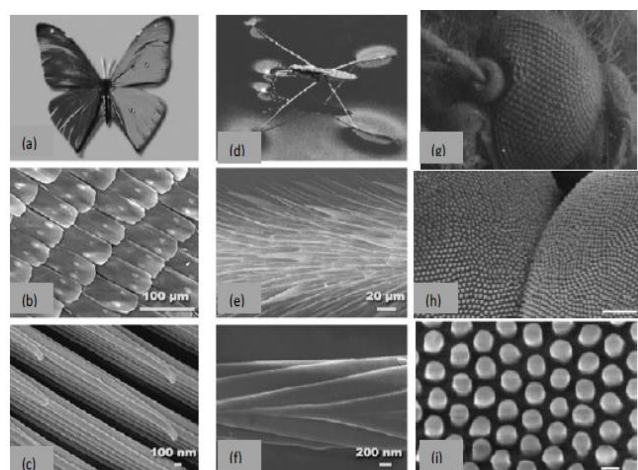 (a)
(d)
(g)
(b)
100 µm
(e)
20 µm
(h)
(c)
100 nm
(f)
200 nm
(i)